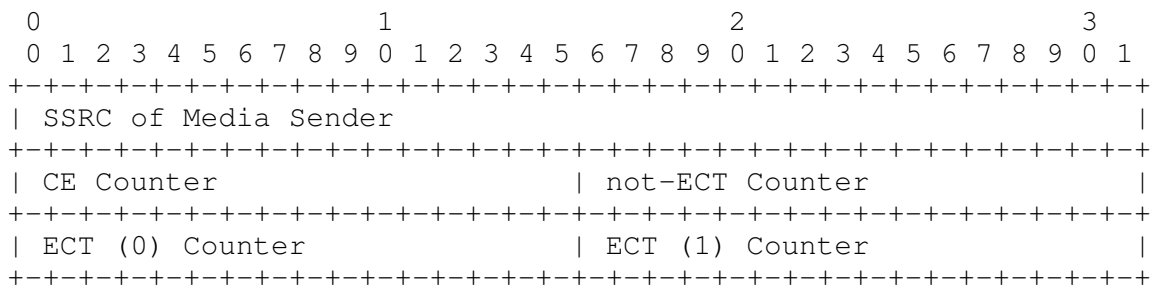 0                   1                   2                   3
 0 1 2 3 4 5 6 7 8 9 0 1 2 3 4 5 6 7 8 9 0 1 2 3 4 5 6 7 8 9 0 1
+-+-+-+-+-+-+-+-+-+-+-+-+-+-+-+-+-+-+-+-+-+-+-+-+-+-+-+-+-+-+-+-+
| SSRC of Media Sender                                          |
+-+-+-+-+-+-+-+-+-+-+-+-+-+-+-+-+-+-+-+-+-+-+-+-+-+-+-+-+-+-+-+-+
| CE Counter                    | not-ECT Counter               |
+-+-+-+-+-+-+-+-+-+-+-+-+-+-+-+-+-+-+-+-+-+-+-+-+-+-+-+-+-+-+-+-+
| ECT (0) Counter               | ECT (1) Counter               |
+-+-+-+-+-+-+-+-+-+-+-+-+-+-+-+-+-+-+-+-+-+-+-+-+-+-+-+-+-+-+-+-+